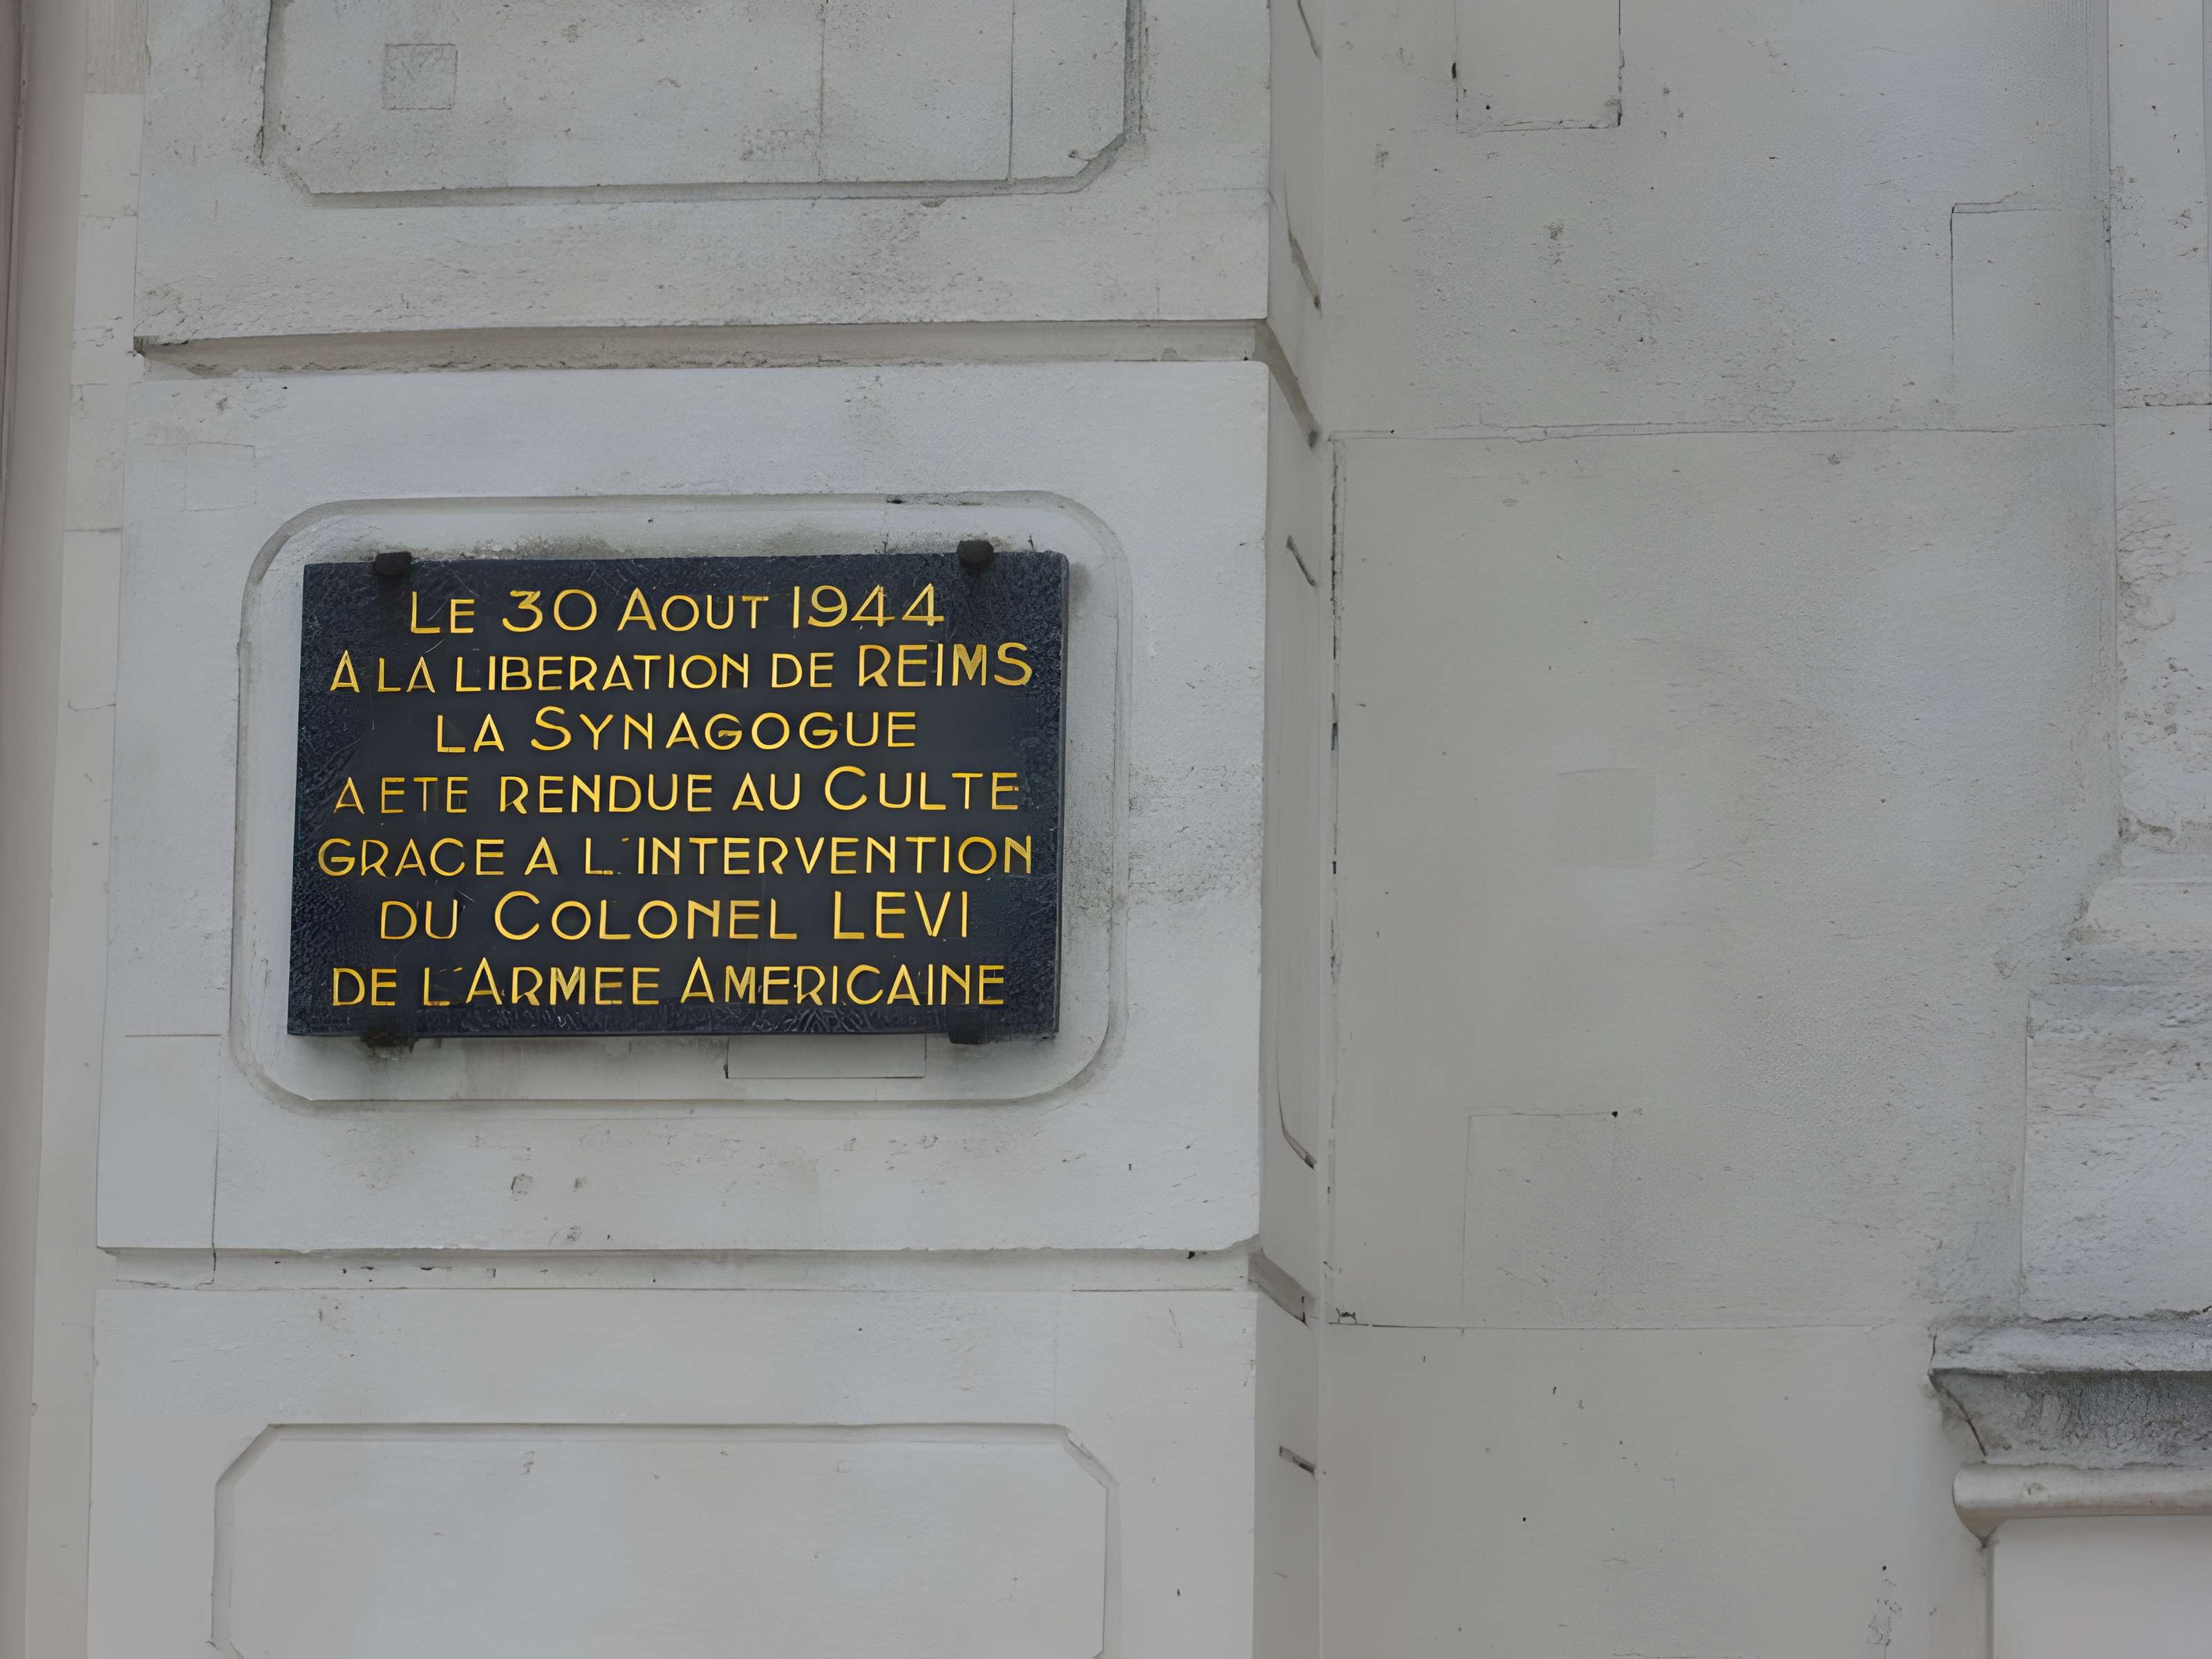 LE 30 AOUT 1944
A LA LIBERATION DE REIMS
LA SYNAGOGUE
A ETE RENDUE AU CULTE
GRACE A L'INTERVENTION
DU COLONEL LEVI
DE L'ARMEE AMERICAINE